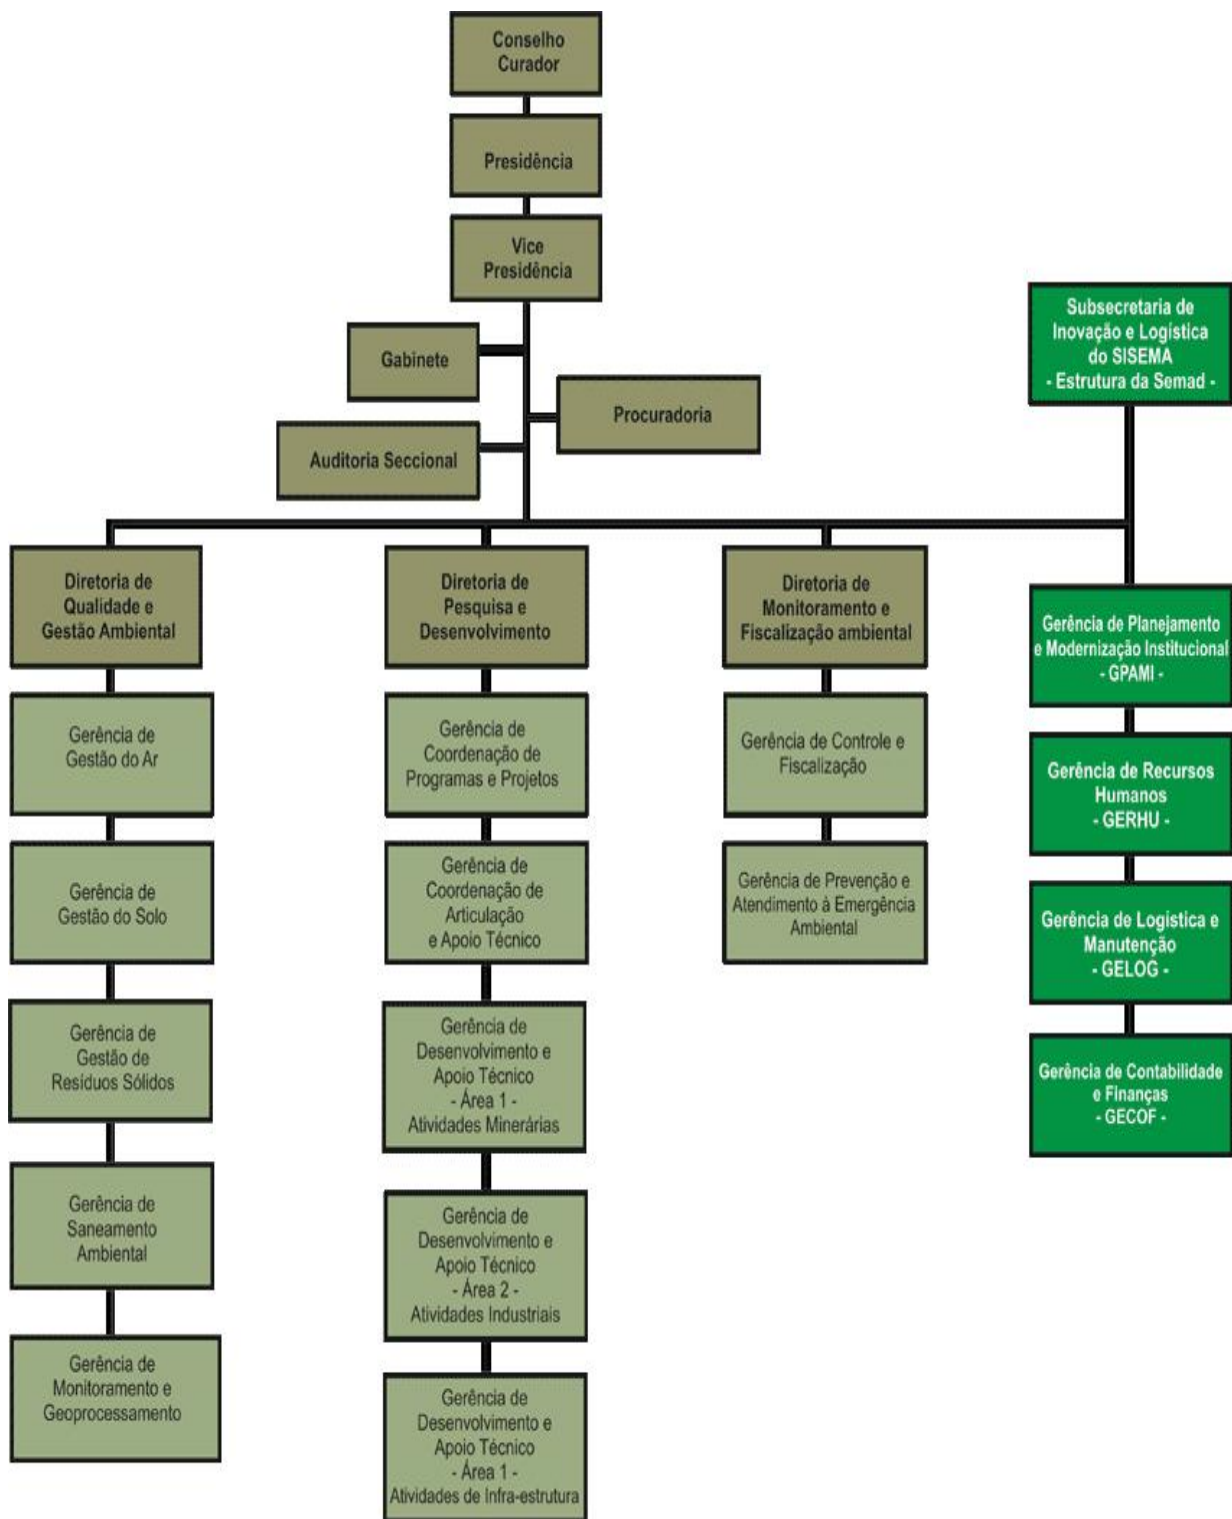 Conselho
Curador
Presidência
Vice
Presidência
Gabinete
Procuradoria
Auditoria Seccional
Subsecretaria de
Inovação e Logística
do SISEMA
- Estrutura da Semad -
Diretoria de
Qualidade e
Gestão Ambiental
Gerência de
Gestão do Ar
Gerência de
Gestão do Solo
Gerência de
Gestão de
Resíduos Sólidos
Gerência de
Saneamento
Ambiental
Gerência de
Monitoramento e
Geoprocessamento
Diretoria de
Pesquisa e
Desenvolvimento
Gerência de
Coordenação de
Programas e Projetos
Gerência de
Coordenação de
Articulação
e Apoio Técnico
Gerência de
Desenvolvimento e
Apoio Técnico
- Área 1 -
Atividades Minerárias
Gerência de
Desenvolvimento e
Apoio Técnico
- Área 2 -
Atividades Industriais
Gerência de
Desenvolvimento e
Apoio Técnico
- Área 1 -
Atividades de Infra-estrutura
Diretoria de
Monitoramento e
Fiscalização ambiental
Gerência de Controle e
Fiscalização
Gerência de Prevenção e
Atendimento à Emergência
Ambiental
Gerência de Planejamento
e Modernização Institucional
- GPAMI -
Gerência de Recursos
Humanos
- GERHU -
Gerência de Logística e
Manutenção
- GELOG -
Gerência de Contabilidade
e Finanças
- GECOF -